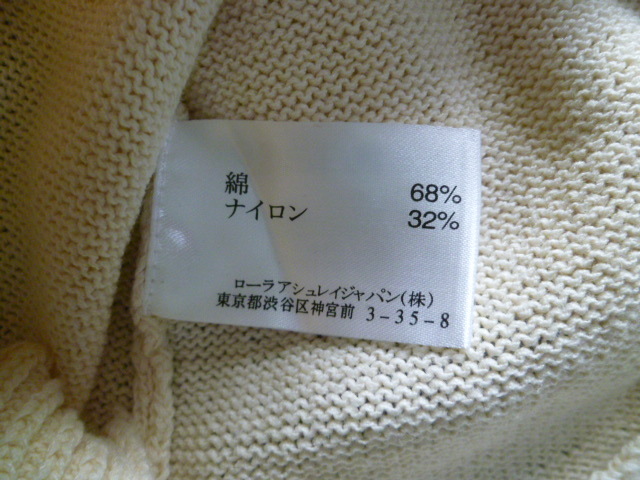 綿 68%
ナイロン 32%
ローラアシュレイジャパン(株)
東京都渋谷区神宮前 3-35-8